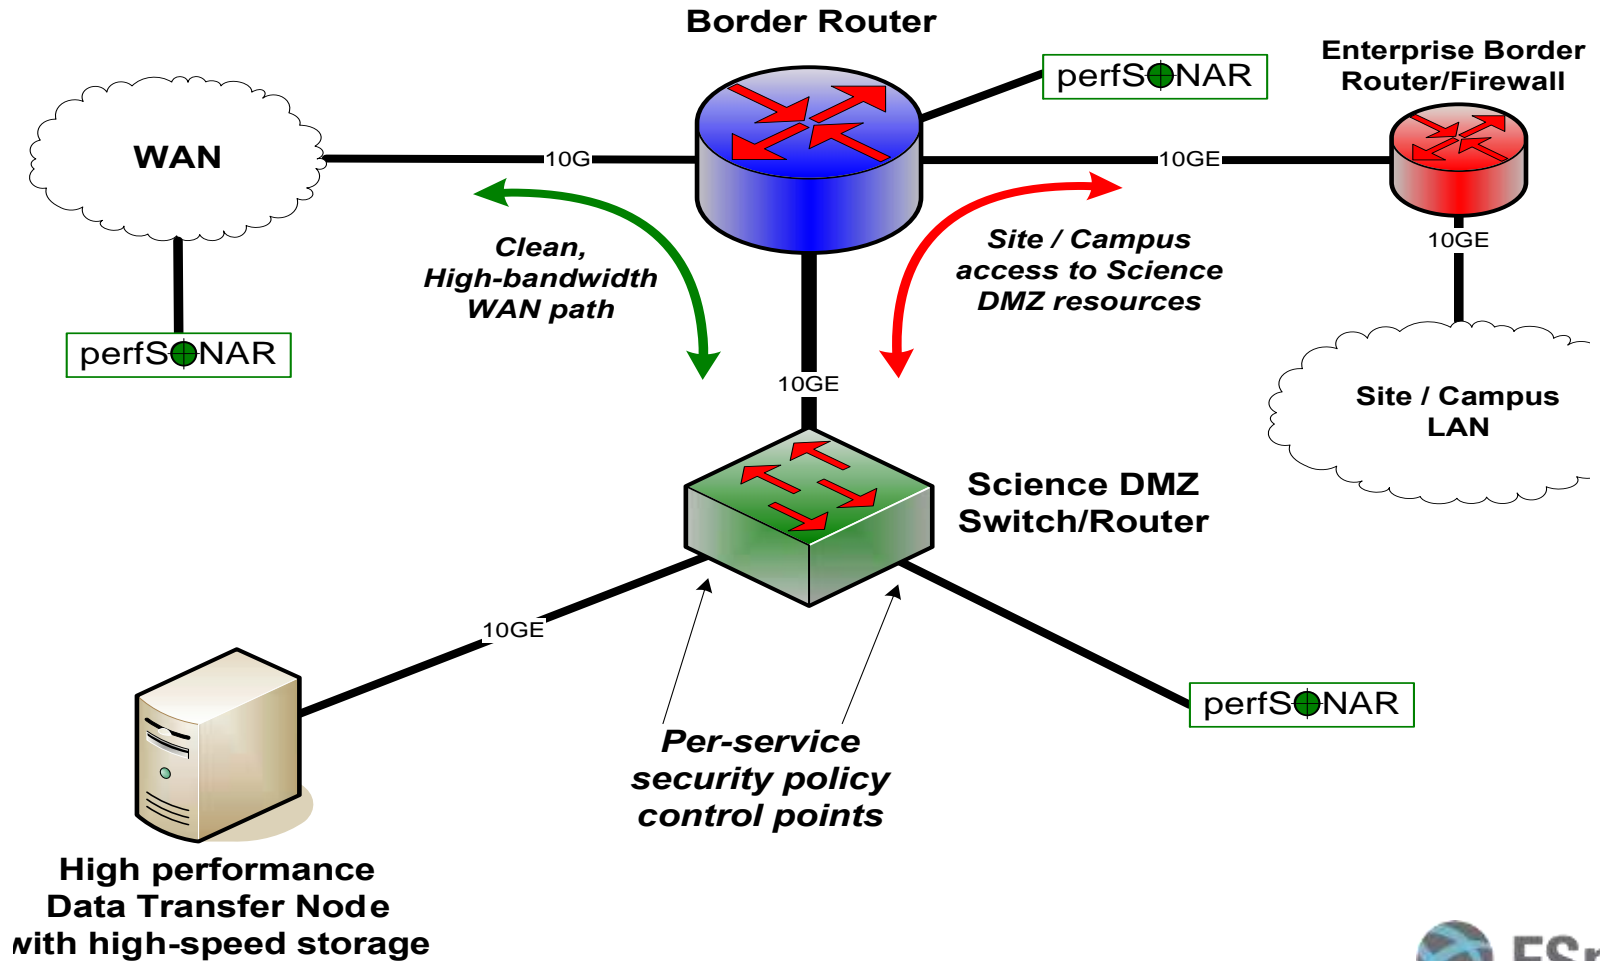 Border Router
perfSONAR
Enterprise Border
Router/Firewall
WAN
10G
10GE
10GE
Clean,
High-bandwidth
WAN path
Site / Campus
access to Science
DMZ resources
perfSONAR
10GE
Site / Campus
LAN
Science DMZ
Switch/Router
10GE
perfSONAR
Per-service
security policy
control points
High performance
Data Transfer Node
with high-speed storage